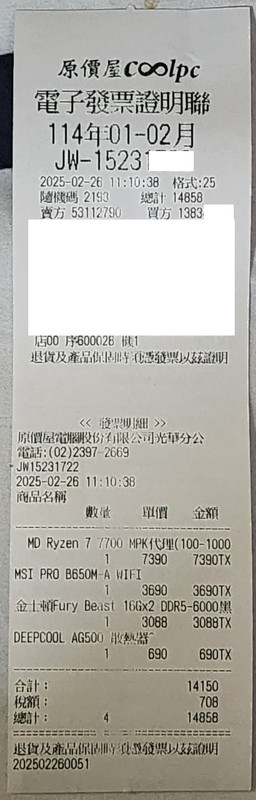 原價屋coolpc
電子發票證明聯
114年01-02月
JW-15231
2025-02-26 11:10:38 格式:25
隨機碼 2193 總計 14858
賣方 53112790 買方 1383
店00 序600026 機1
退貨及產品保固時須憑發票以茲證明
<< 發票明細 >>
原價屋電腦股份有限公司光華分公
電話:(02)2397-2669
JW15231722
2025-02-26 11:10:38
商品名稱
數量 單價 金額
MD Ryzen 7 7700 MPK代理(100-1000
1 7390 7390TX
MSI PRO B650M-A WIFI
1 3690 3690TX
金士頓Fury Beast 16Gx2 DDR5-6000黑
1 3088 3088TX
DEEPCOOL AG500 散熱器
1 690 690TX
合計: 14150
稅額: 708
總計: 4 14858
退貨及產品保固時須憑發票以茲證明
202502260051